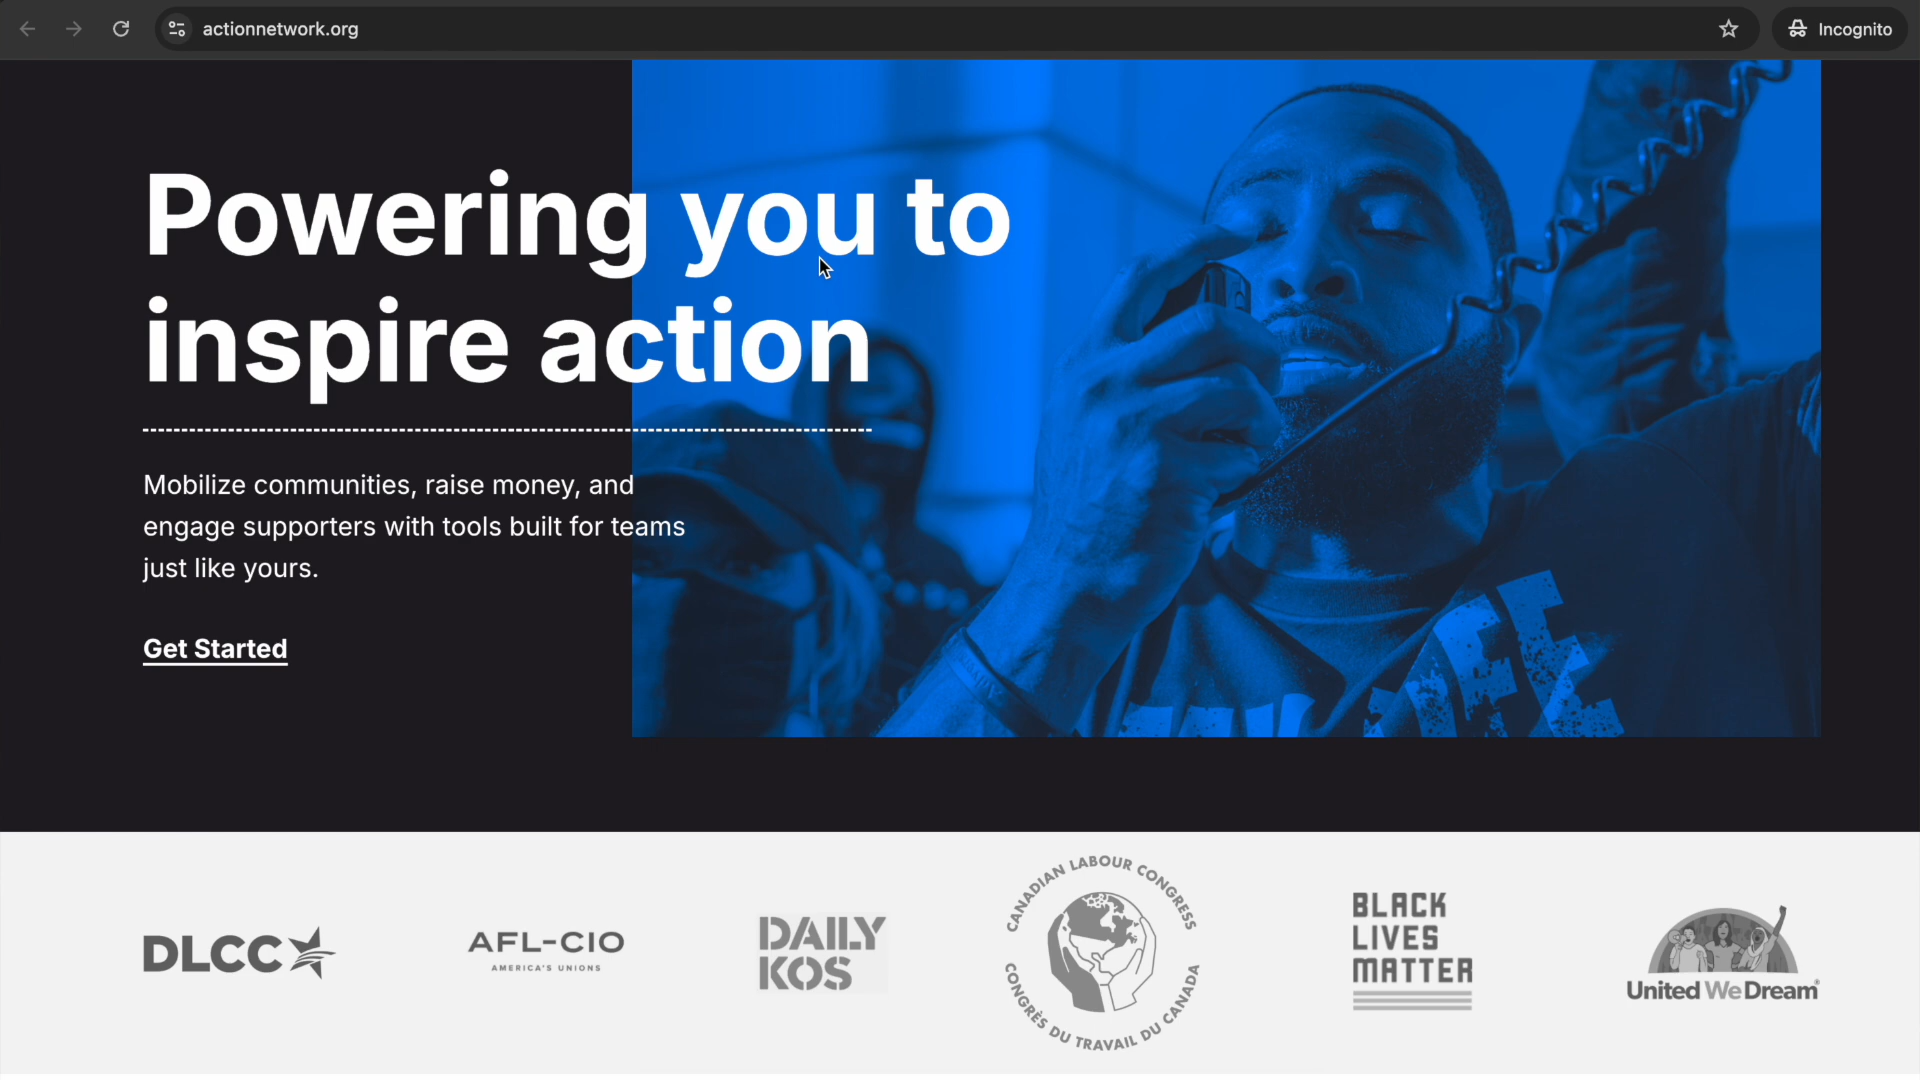 actionnetwork.org
Incognito
Powering you to
inspire action
Mobilize communities, raise money, and
engage supporters with tools built for teams
just like yours.
Get Started
DLCC
AFL-CIO
AMERICA'S UNIONS
DAILY
KOS
CANADIAN LABOUR CONGRESS
CONGRÈS DU TRAVAIL DU CANADA
BLACK
LIVES
MATTER
United We Dream®